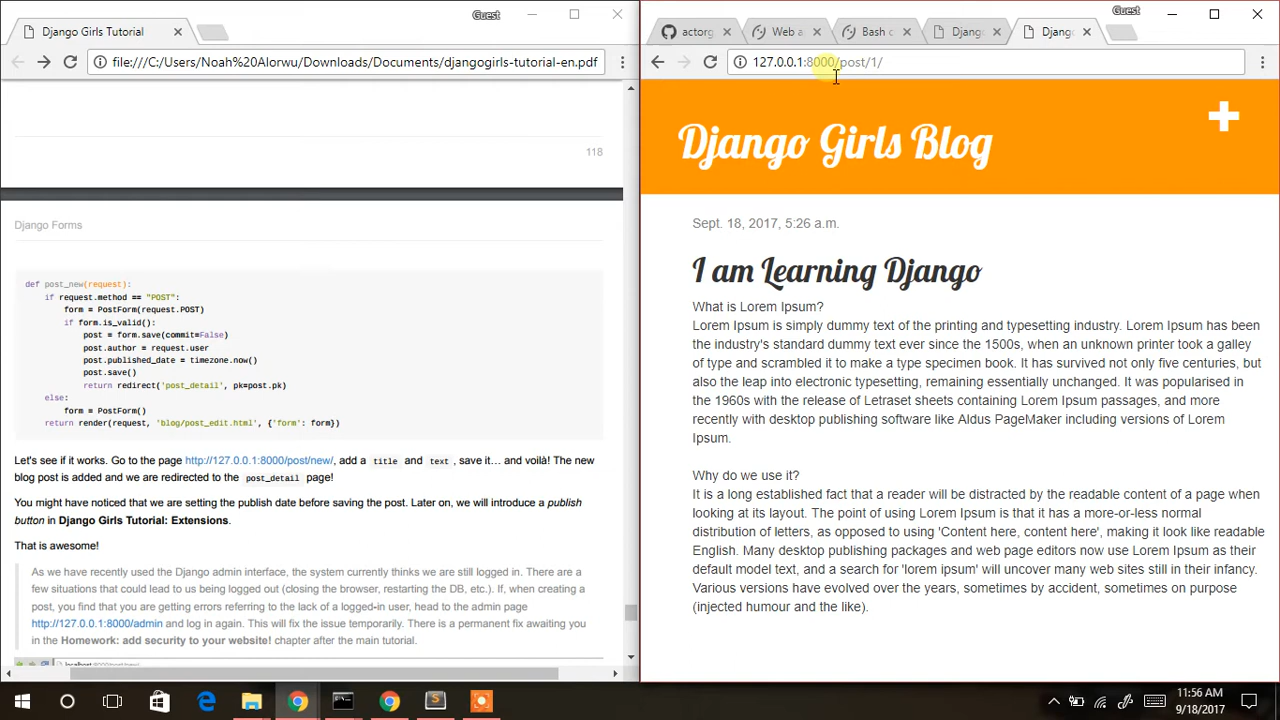 Guest
Django Girls Tutorial
file:///C:/Users/Noah%20Alorwu/Downloads/Documents/djangogirls-tutorial-en.pdf
118
Django Forms
def post_new(request):
if request.method == "POST":
form = PostForm(request.POST)
if form.is_valid():
post = form.save(commit=False)
post.author = request.user
post.published_date = timezone.now()
post.save()
return redirect('post_detail', pk=post.pk)
else:
form = PostForm()
return render(request, 'blog/post_edit.html', {'form': form})
Let's see if it works. Go to the page http://127.0.0.1:8000/post/new/, add a title and text, save it… and voilà! The new
blog post is added and we are redirected to the post_detail page!
You might have noticed that we are setting the publish date before saving the post. Later on, we will introduce a publish
button in Django Girls Tutorial: Extensions.
That is awesome!
As we have recently used the Django admin interface, the system currently thinks we are still logged in. There are a
few situations that could lead to us being logged out (closing the browser, restarting the DB, etc.). If, when creating a
post, you find that you are getting errors referring to the lack of a logged-in user, head to the admin page
http://127.0.0.1:8000/admin and log in again. This will fix the issue temporarily. There is a permanent fix awaiting you
in the Homework: add security to your website! chapter after the main tutorial.
localhost:8000/post/new/
Guest
actorg
Web a
Bash c
Djang
Djang
127.0.0.1:8000/post/1/
Django Girls Blog
Sept. 18, 2017, 5:26 a.m.
I am Learning Django
What is Lorem Ipsum?
Lorem Ipsum is simply dummy text of the printing and typesetting industry. Lorem Ipsum has been
the industry's standard dummy text ever since the 1500s, when an unknown printer took a galley
of type and scrambled it to make a type specimen book. It has survived not only five centuries, but
also the leap into electronic typesetting, remaining essentially unchanged. It was popularised in
the 1960s with the release of Letraset sheets containing Lorem Ipsum passages, and more
recently with desktop publishing software like Aldus PageMaker including versions of Lorem
Ipsum.
Why do we use it?
It is a long established fact that a reader will be distracted by the readable content of a page when
looking at its layout. The point of using Lorem Ipsum is that it has a more-or-less normal
distribution of letters, as opposed to using 'Content here, content here', making it look like readable
English. Many desktop publishing packages and web page editors now use Lorem Ipsum as their
default model text, and a search for 'lorem ipsum' will uncover many web sites still in their infancy.
Various versions have evolved over the years, sometimes by accident, sometimes on purpose
(injected humour and the like).
11:56 AM
9/18/2017